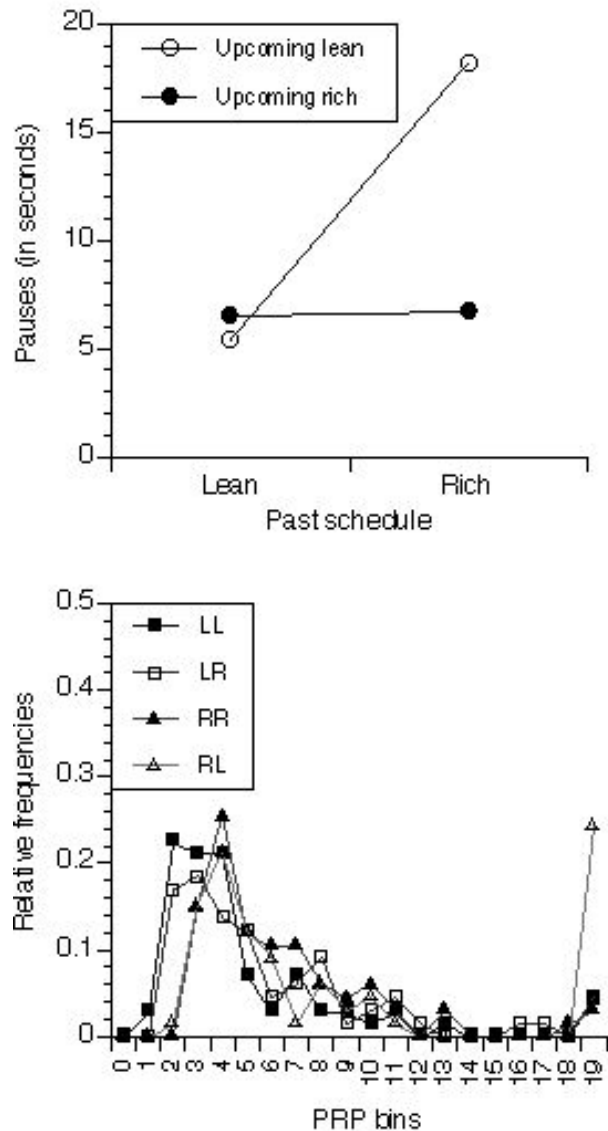 20
15
10
5
0
Pauses (in seconds)
Upcoming lean
Upcoming rich
Lean Rich
Past schedule
0.5
0.4
0.3
0.2
0.1
0
Relative frequencies
LL
LR
RR
RL
0 1 2 3 4 5 6 7 8 9 10 11 12 13 14 15 16 17 18 19
PRP bins